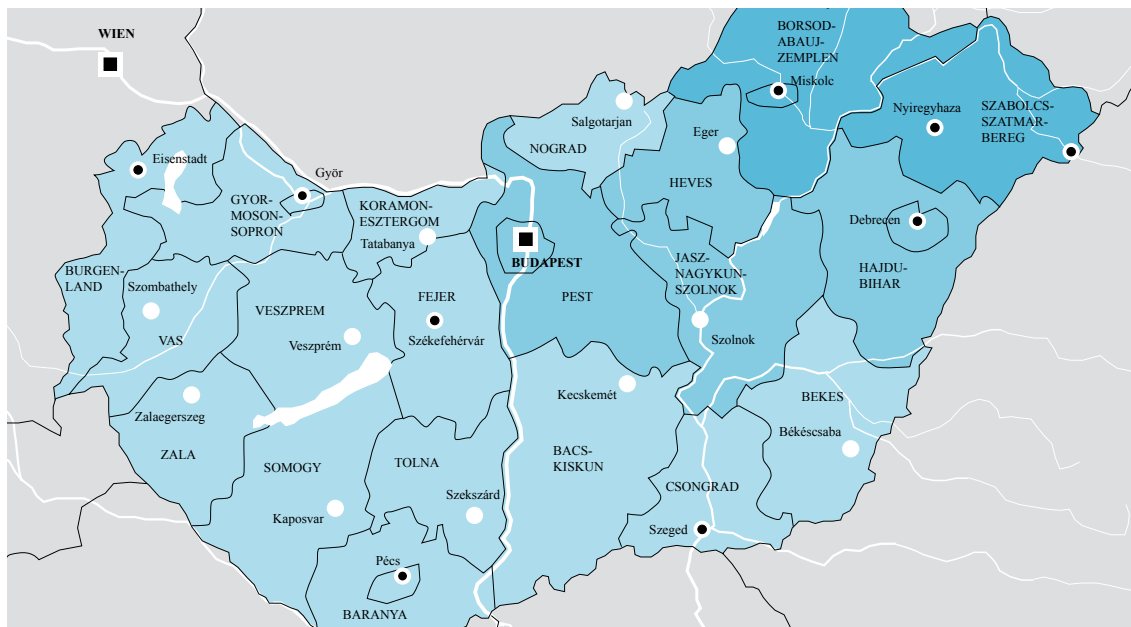 WIEN
BORSOD-
ABAUJ-
ZEMPLEN
Miskolc
Nyiregyhaza
SZABOLCS-
SZATMAR-
BEREG
Salgotarjan
Eger
NOGRAD
HEVES
Eisenstadt
Györ
GYOR-
MOSON-
SOPRON
KORAMON-
ESZTERGOM
Tatabanya
Debrecen
BUDAPEST
JASZ-
NAGYKUN-
SZOLNOK
HAJDU-
BIHAR
BURGEN-
LAND
Szombathely
VAS
VESZPREM
Veszprém
FEJER
Székefehérvár
PEST
Szolnok
Zalaegerszeg
ZALA
Kecskemét
BEKES
Békéscsaba
SOMOGY
Kaposvar
TOLNA
Szekszárd
BACS-
KISKUN
CSONGRAD
Szeged
Pécs
BARANYA